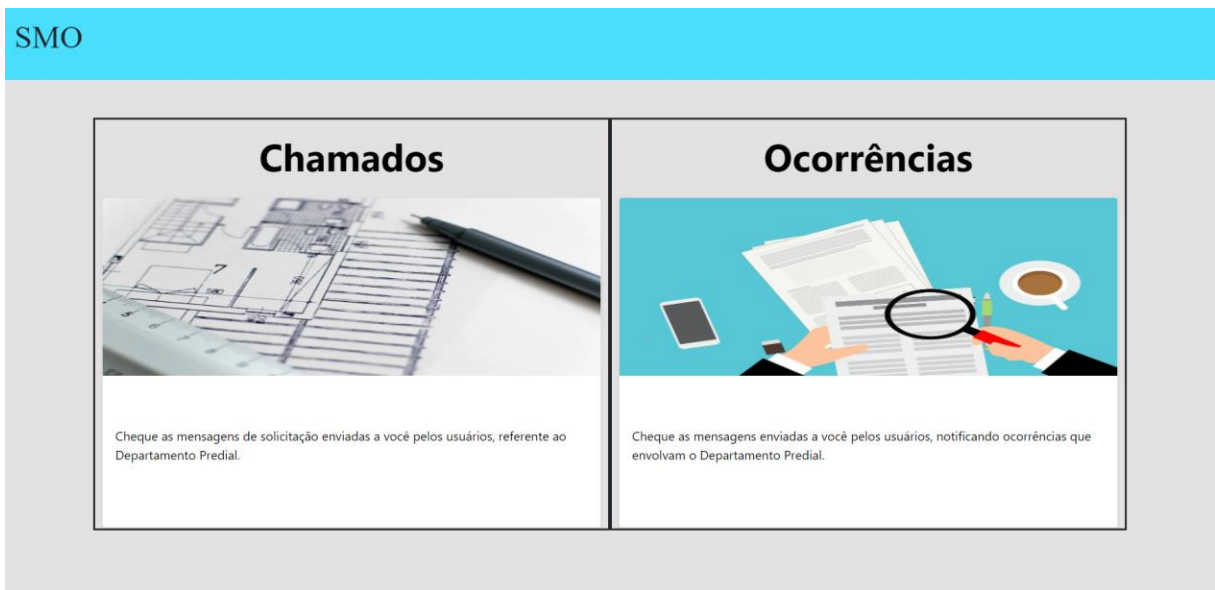 SMO
Chamados
Ocorrências
Cheque as mensagens de solicitação enviadas a você pelos usuários, referente ao
Departamento Predial.
Cheque as mensagens enviadas a você pelos usuários, notificando ocorrências que
envolvam o Departamento Predial.